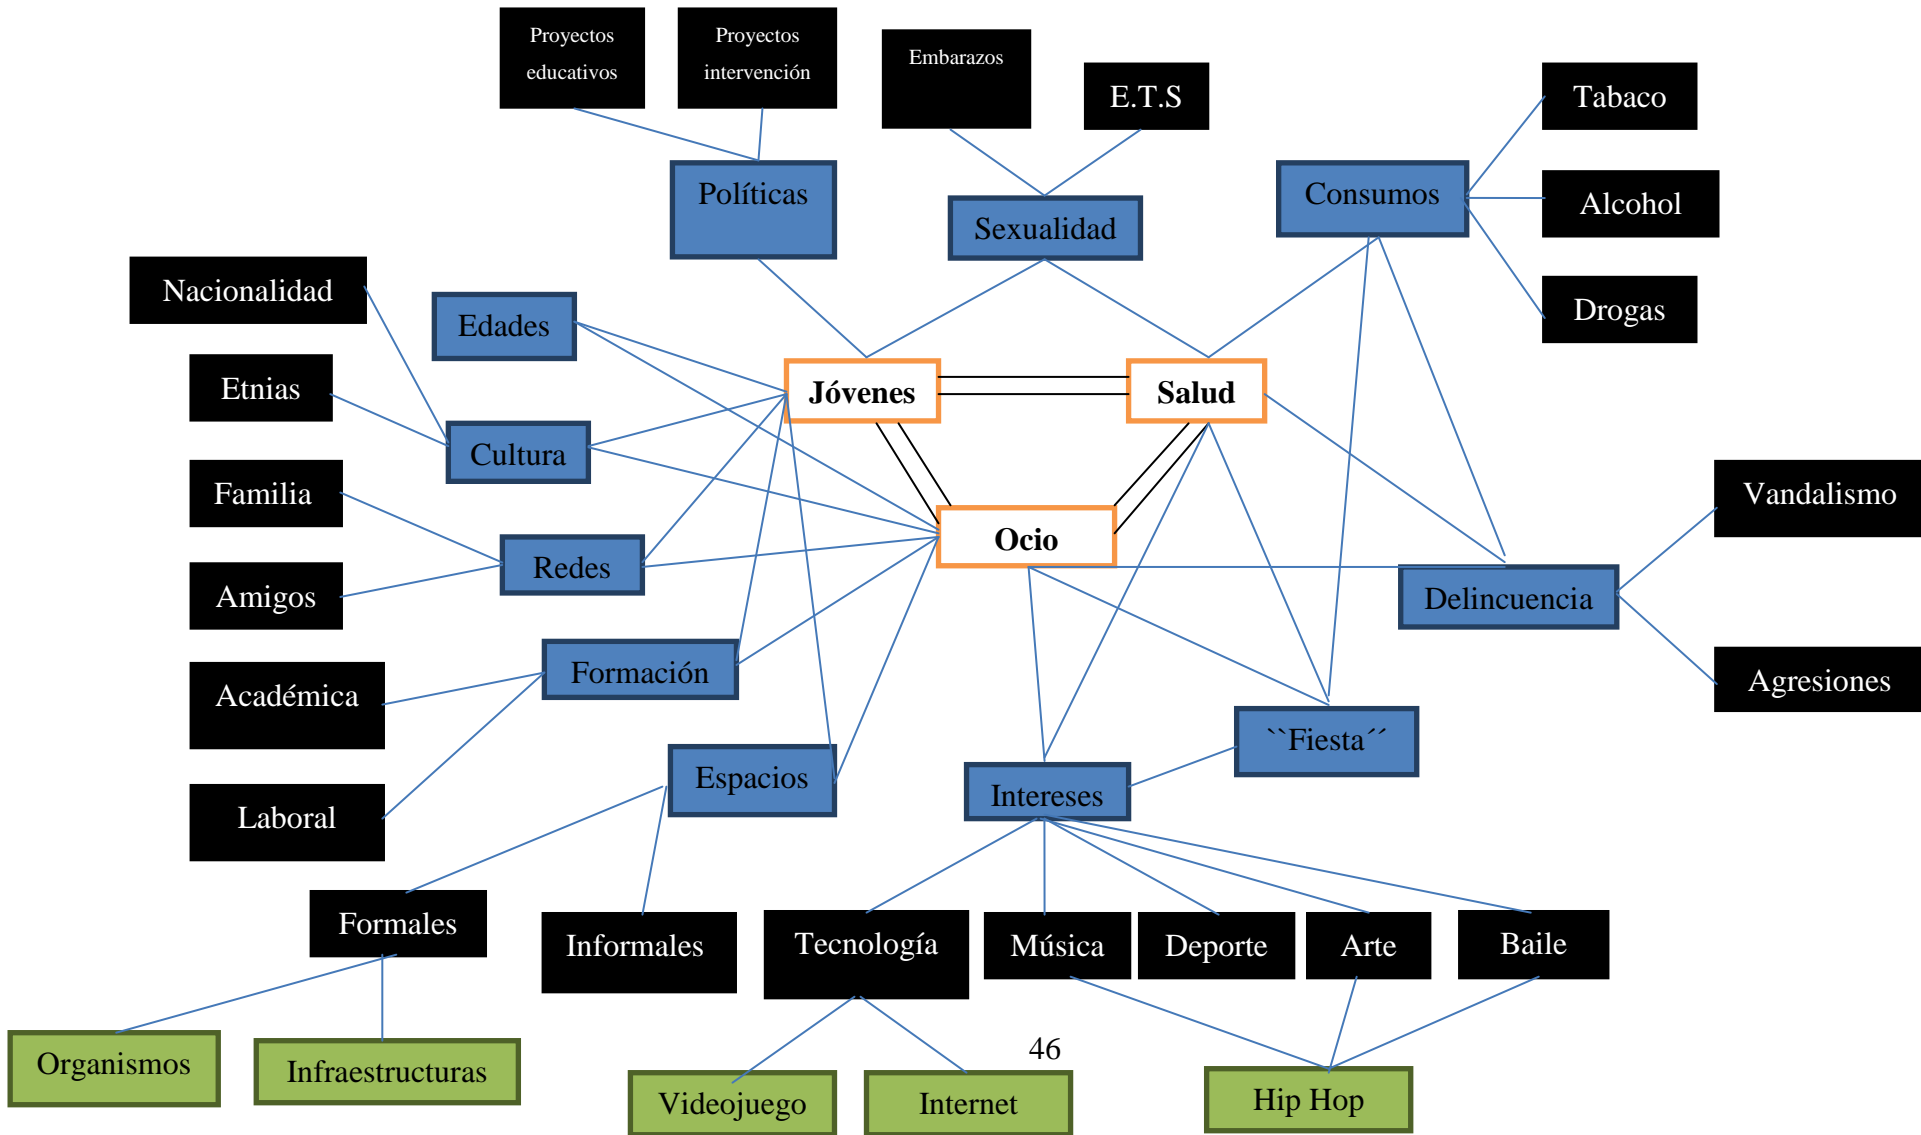 Proyectos
educativos
Proyectos
intervención
Embarazos
E.T.S
Tabaco
Políticas
Sexualidad
Consumos
Alcohol
Nacionalidad
Edades
Drogas
Etnias
Jóvenes
Salud
Cultura
Familia
Vandalismo
Ocio
Redes
Amigos
Delincuencia
Formación
Académica
Agresiones
``Fiesta´´
Espacios
Intereses
Laboral
Formales
Informales
Tecnología
Música
Deporte
Arte
Baile
46
Organismos
Infraestructuras
Videojuego
Internet
Hip Hop